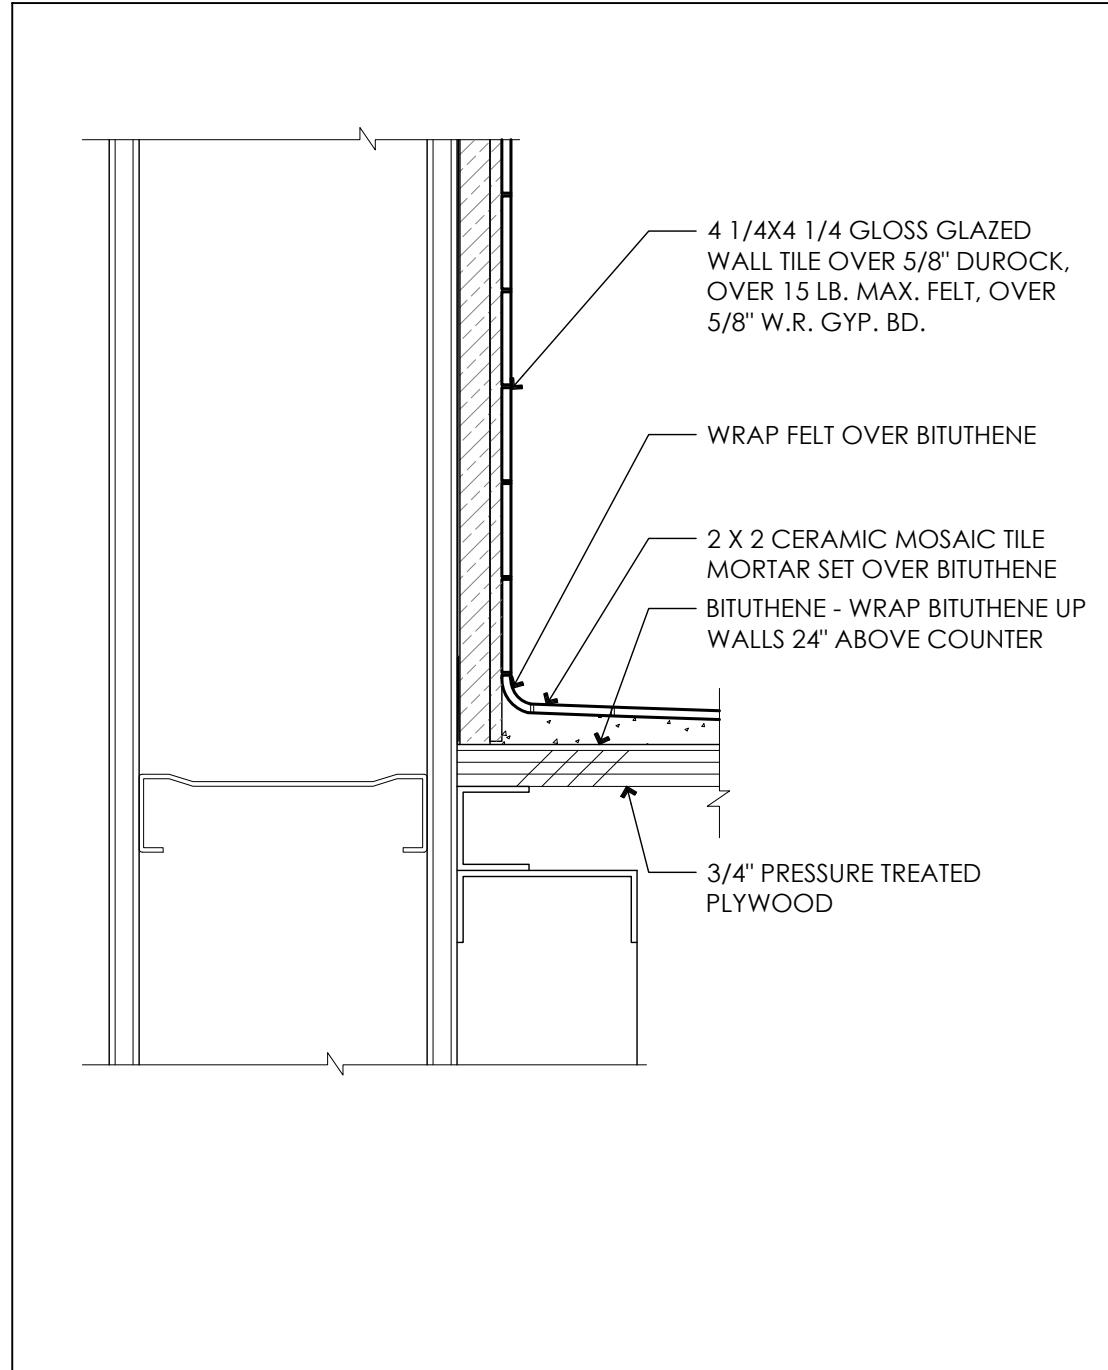 4 1/4X4 1/4 GLOSS GLAZED
WALL TILE OVER 5/8" DUROCK,
OVER 15 LB. MAX. FELT, OVER
5/8" W.R. GYP. BD.
WRAP FELT OVER BITUTHENE
2 X 2 CERAMIC MOSAIC TILE
MORTAR SET OVER BITUTHENE
BITUTHENE - WRAP BITUTHENE UP
WALLS 24" ABOVE COUNTER
3/4" PRESSURE TREATED
PLYWOOD